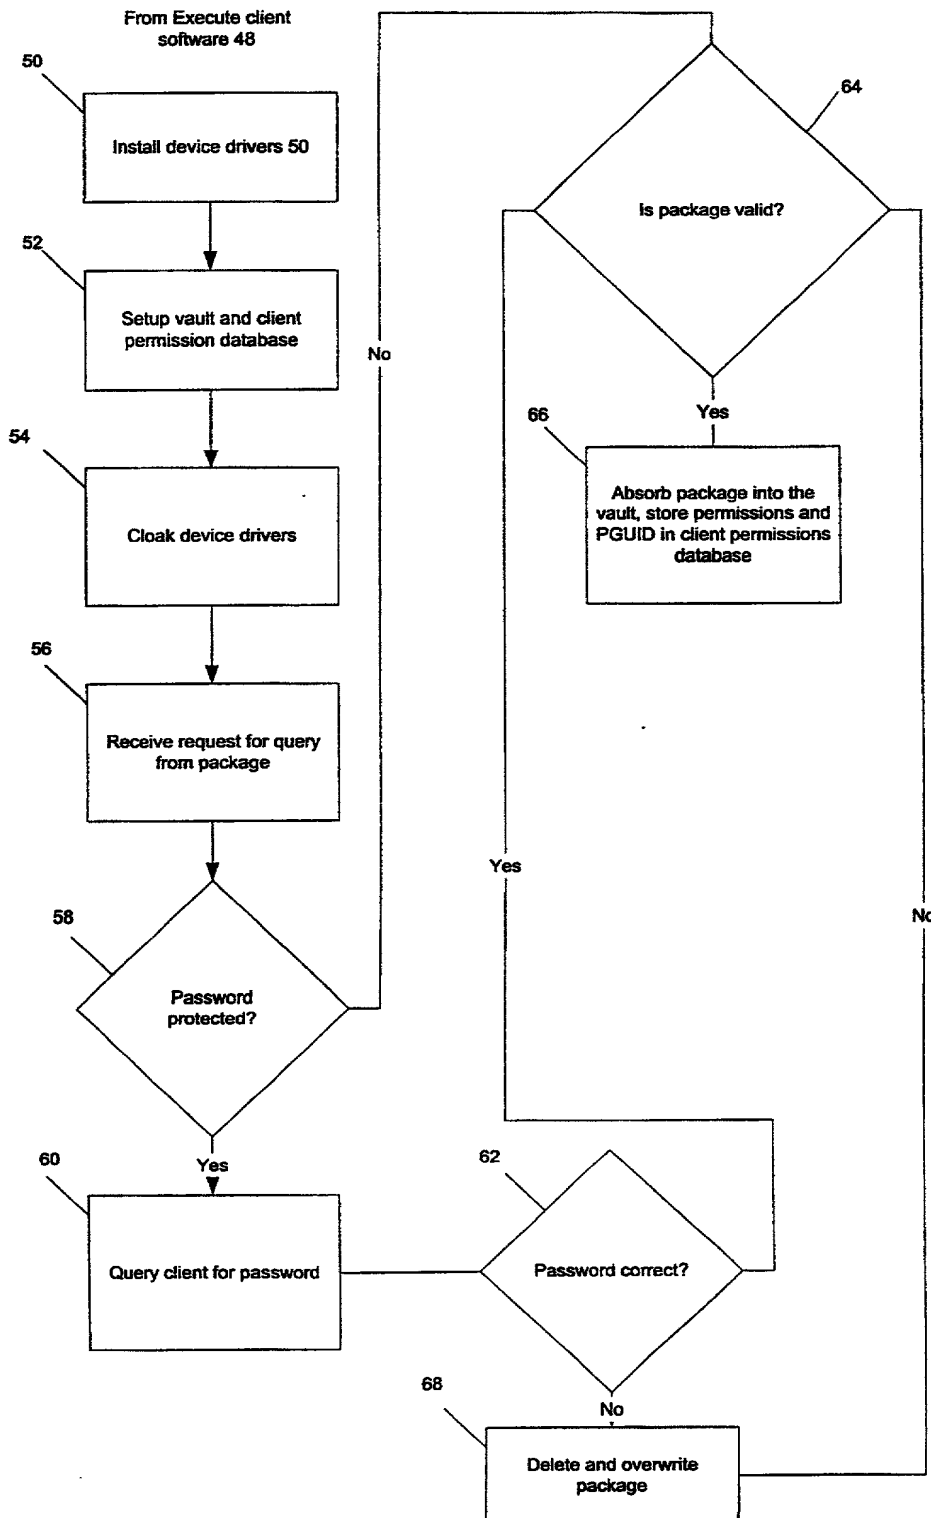 From Execute client
software 48
50
Install device drivers 50
52
Setup vault and client
permission database
54
Cloak device drivers
56
Receive request for query
from package
58
Password
protected?
No
Yes
60
Query client for password
62
Password correct?
Yes
No
68
Delete and overwrite
package
64
Is package valid?
Yes
No
66
Absorb package into the
vault, store permissions and
PGUID in client permissions
database